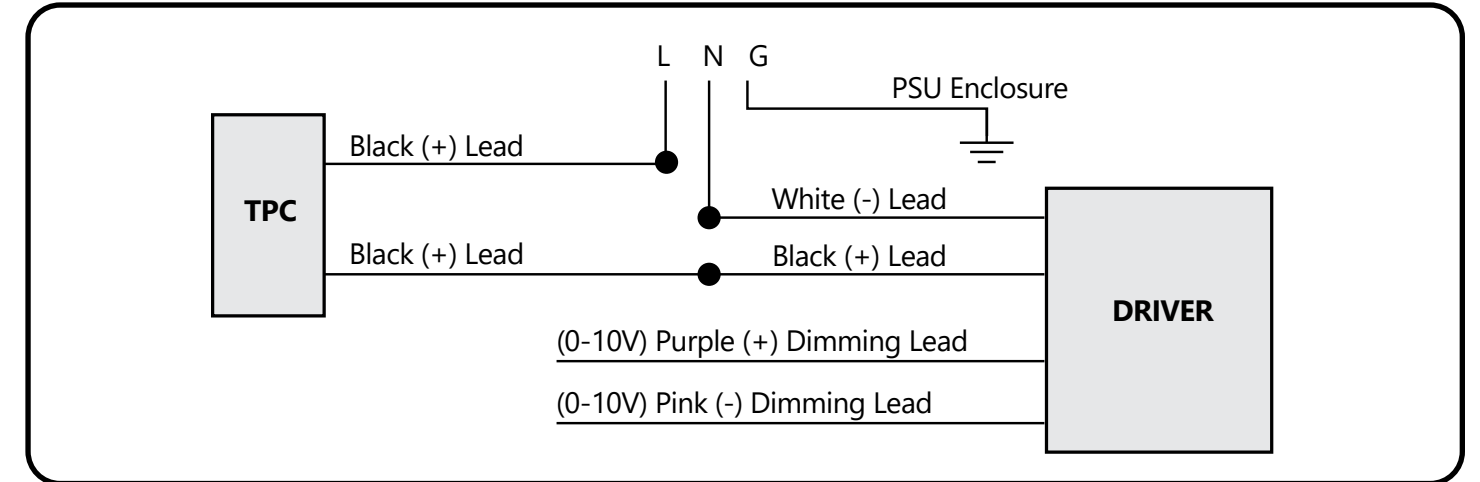 L N G
PSU Enclosure
Black (+) Lead
White (-) Lead
TPC
Black (+) Lead
Black (+) Lead
DRIVER
(0-10V) Purple (+) Dimming Lead
(0-10V) Pink (-) Dimming Lead